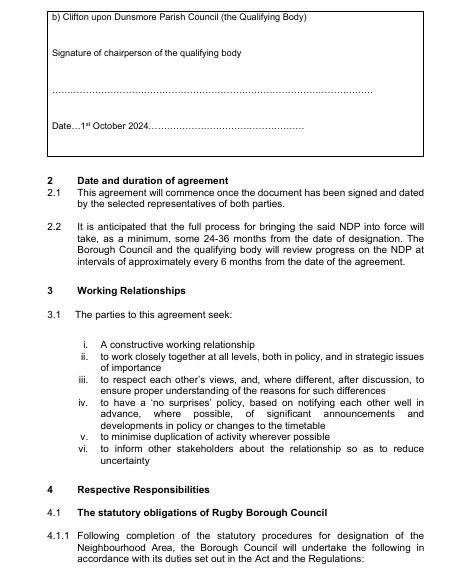 b) Clifton upon Dunsmore Parish Council (the Qualifying Body)
Signature of chairperson of the qualifying body
…………………………………………………………………………………………
Date…1st October 2024……………………………………………
2 Date and duration of agreement
2.1 This agreement will commence once the document has been signed and dated
by the selected representatives of both parties.
2.2 It is anticipated that the full process for bringing the said NDP into force will
take, as a minimum, some 24-36 months from the date of designation. The
Borough Council and the qualifying body will review progress on the NDP at
intervals of approximately every 6 months from the date of the agreement.
3 Working Relationships
3.1 The parties to this agreement seek:
i. A constructive working relationship
ii. to work closely together at all levels, both in policy, and in strategic issues
of importance
iii. to respect each other's views, and, where different, after discussion, to
ensure proper understanding of the reasons for such differences
iv. to have a 'no surprises' policy, based on notifying each other well in
advance, where possible, of significant announcements and
developments in policy or changes to the timetable
v. to minimise duplication of activity wherever possible
vi. to inform other stakeholders about the relationship so as to reduce
uncertainty
4 Respective Responsibilities
4.1 The statutory obligations of Rugby Borough Council
4.1.1 Following completion of the statutory procedures for designation of the
Neighbourhood Area, the Borough Council will undertake the following in
accordance with its duties set out in the Act and the Regulations: